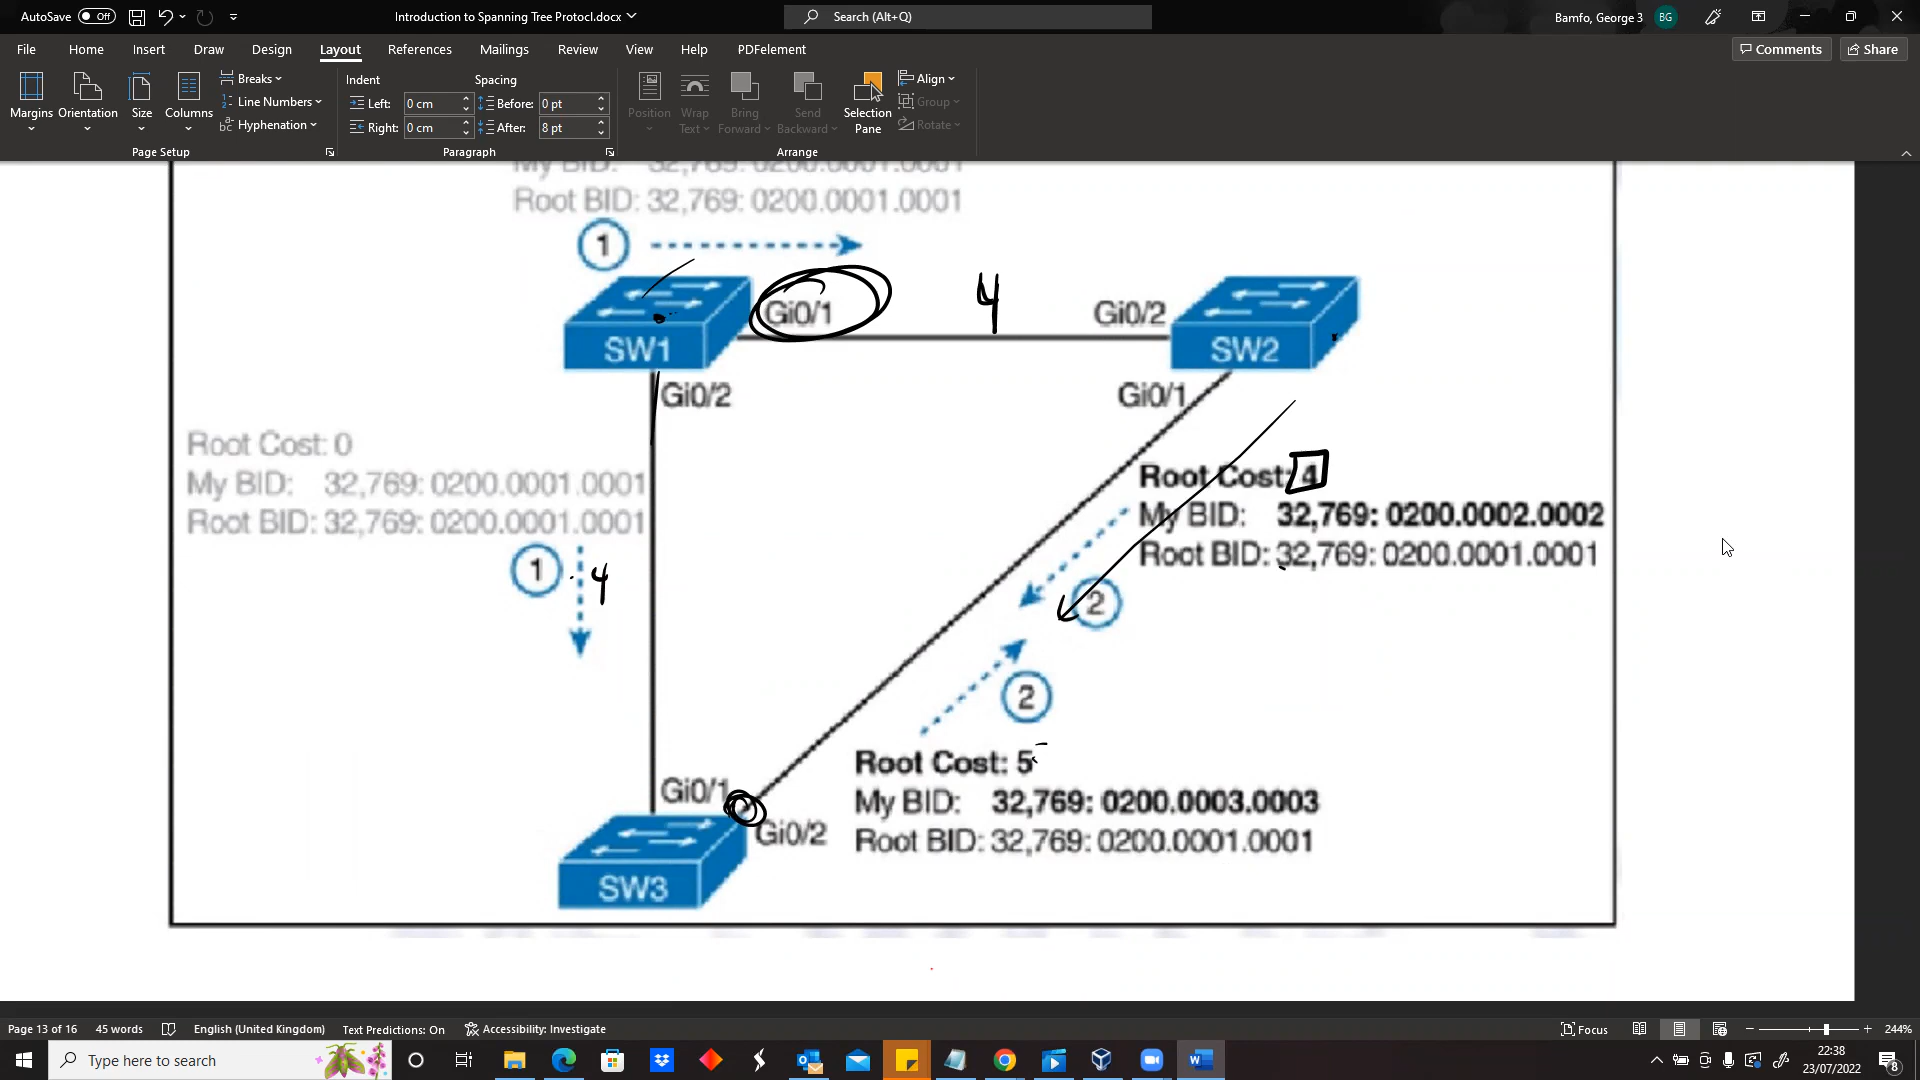 AutoSave Off Introduction to Spanning Tree Protocl.docx Search (Alt+Q) Bamfo, George 3 BG
File Home Insert Draw Design Layout References Mailings Review View Help PDFelement Comments Share
Margins Orientation Size Columns Breaks Line Numbers Hyphenation Indent Spacing Position Wrap Text Bring Forward Send Backward Selection Pane Align Group Rotate
Left: 0 cm Before: 0 pt
Right: 0 cm After: 8 pt
Page Setup Paragraph Arrange
My BID: 32,769: 0200.0001.0001
Root BID: 32,769: 0200.0001.0001
1
Gi0/1 4 Gi0/2
SW1 SW2
Gi0/2 Gi0/1
Root Cost: 0
My BID: 32,769: 0200.0001.0001
Root BID: 32,769: 0200.0001.0001
Root Cost: 4
My BID: 32,769: 0200.0002.0002
Root BID: 32,769: 0200.0001.0001
1 4 2
2
Root Cost: 5
My BID: 32,769: 0200.0003.0003
Root BID: 32,769: 0200.0001.0001
Gi0/1
Gi0/2
SW3
Page 13 of 16 45 words English (United Kingdom) Text Predictions: On Accessibility: Investigate Focus 244%
Type here to search 22:38
23/07/2022 8